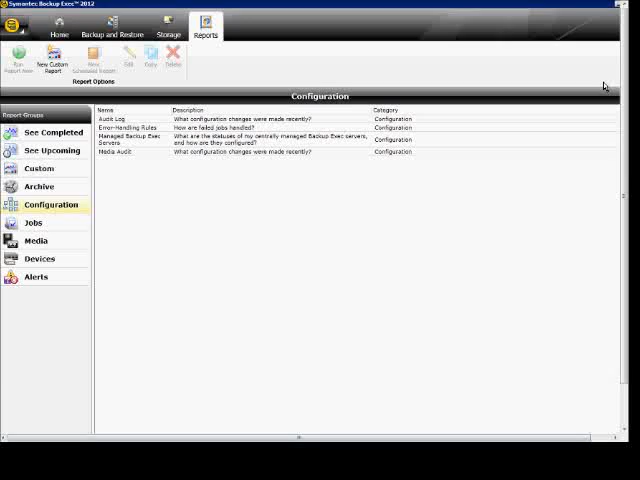 Symantec Backup Exec™ 2012
Home
Backup and Restore
Storage
Reports
Run Report Now
New Custom Report
New Scheduled Report
Edit
Copy
Delete
Report Options
Configuration
Report Groups
See Completed
See Upcoming
Custom
Archive
Configuration
Jobs
Media
Devices
Alerts
Name Description Category
Audit Log What configuration changes were made recently? Configuration
Error-Handling Rules How are failed jobs handled? Configuration
Managed Backup Exec Servers What are the statuses of my centrally managed Backup Exec servers, and how are they configured? Configuration
Media Audit What configuration changes were made recently? Configuration